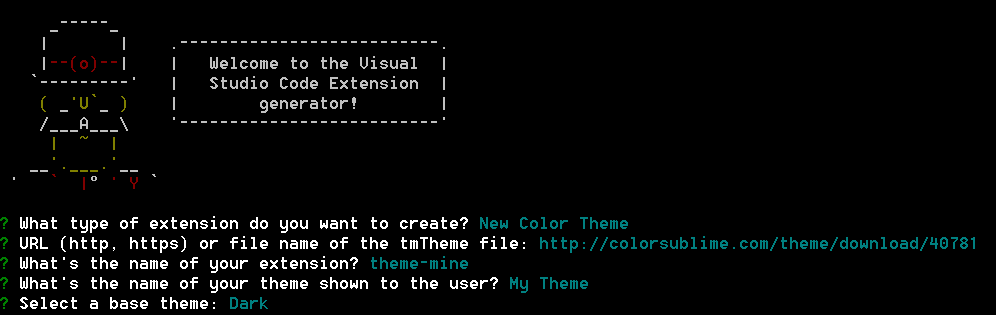 Welcome to the Visual
Studio Code Extension
generator!
? What type of extension do you want to create? New Color Theme
? URL (http, https) or file name of the tmTheme file: http://colorsublime.com/theme/download/40781
? What's the name of your extension? theme-mine
? What's the name of your theme shown to the user? My Theme
? Select a base theme: Dark